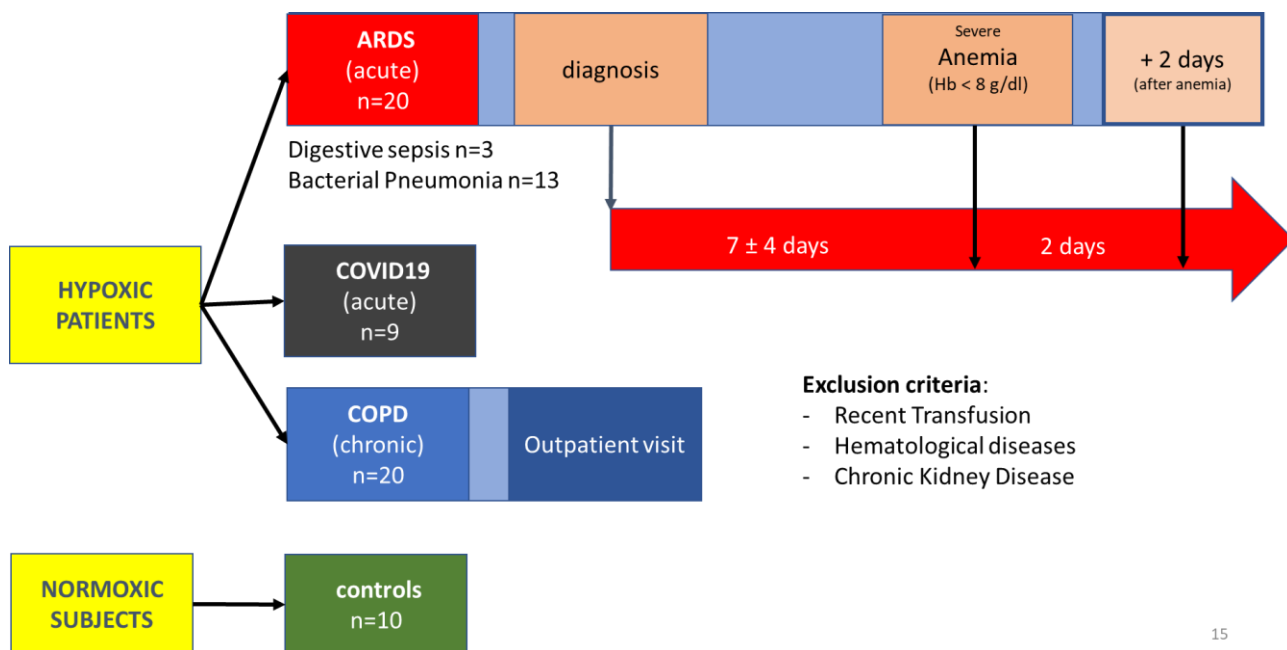 ARDS
(acute)
n=20
diagnosis
Severe
Anemia
(Hb < 8 g/dl)
+ 2 days
(after anemia)
Digestive sepsis n=3
Bacterial Pneumonia n=13
7 ± 4 days
2 days
HYPOXIC
PATIENTS
COVID19
(acute)
n=9
COPD
(chronic)
n=20
Outpatient visit
Exclusion criteria:
- Recent Transfusion
- Hematological diseases
- Chronic Kidney Disease
NORMOXIC
SUBJECTS
controls
n=10
15